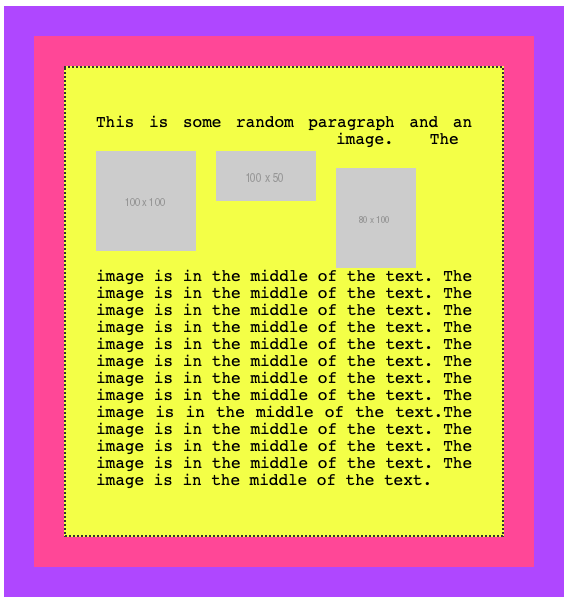 This is some random paragraph and an
image. The
100 x 100
100 x 50
80 x 100
image is in the middle of the text. The
image is in the middle of the text. The
image is in the middle of the text. The
image is in the middle of the text. The
image is in the middle of the text. The
image is in the middle of the text. The
image is in the middle of the text. The
image is in the middle of the text. The
image is in the middle of the text.The
image is in the middle of the text. The
image is in the middle of the text. The
image is in the middle of the text. The
image is in the middle of the text.